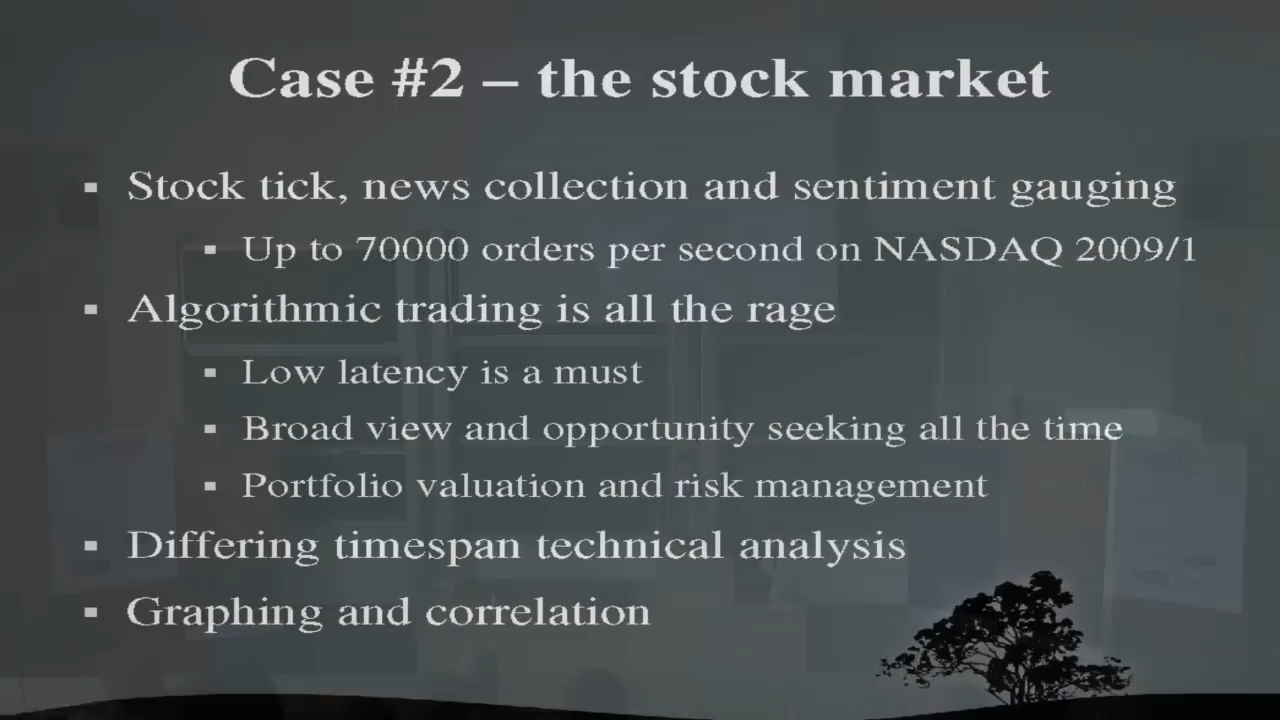 Case #2 – the stock market
Stock tick, news collection and sentiment gauging
Up to 70000 orders per second on NASDAQ 2009/1
Algorithmic trading is all the rage
Low latency is a must
Broad view and opportunity seeking all the time
Portfolio valuation and risk management
Differing timespan technical analysis
Graphing and correlation